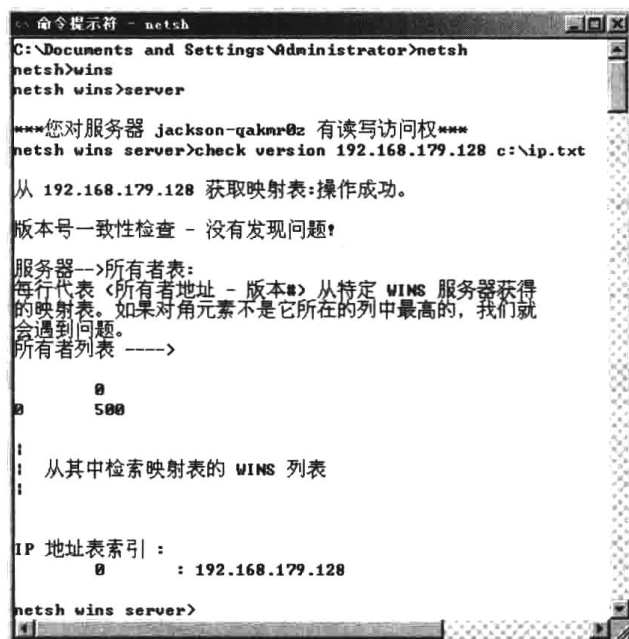 命令提示符 - netsh
C:\Documents and Settings\Administrator>netsh
netsh>wins
netsh wins>server
***您对服务器 jackson-qakmr0z 有读写访问权***
netsh wins server>check version 192.168.179.128 c:\ip.txt
从 192.168.179.128 获取映射表:操作成功。
版本号一致性检查 - 没有发现问题!
服务器-->所有者表:
每行代表 (所有者地址 - 版本#) 从特定 WINS 服务器获得
的映射表。如果对角元素不是它所在的列中最高的, 我们就
会遇到问题。
所有者列表 ---->
0
0 500
|
| 从其中检索映射表的 WINS 列表
|
IP 地址表索引 :
0 : 192.168.179.128
netsh wins server>